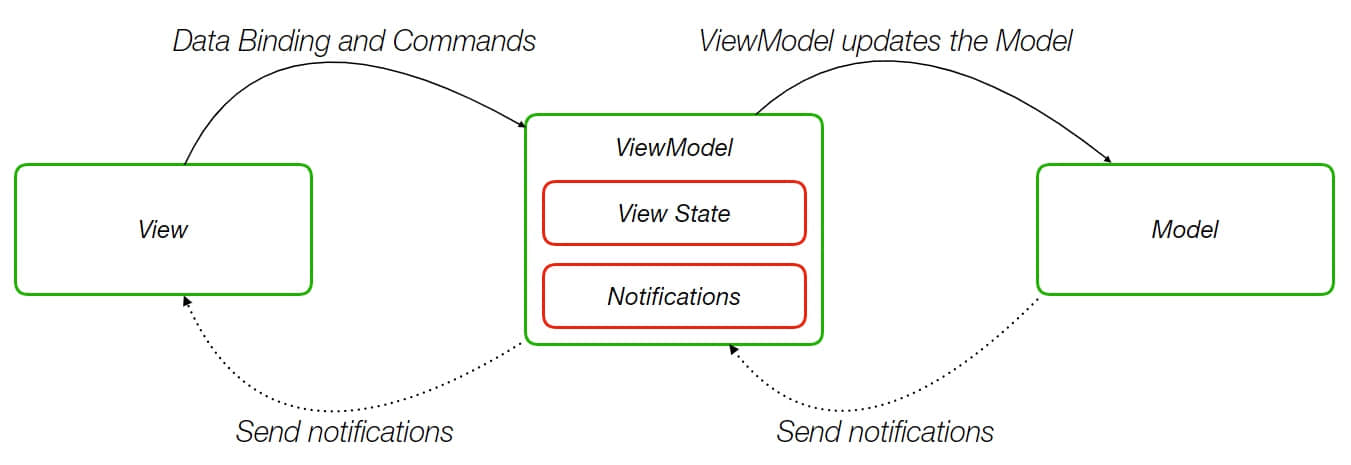 Data Binding and Commands
ViewModel updates the Model
ViewModel
View State
Notifications
View
Model
Send notifications
Send notifications